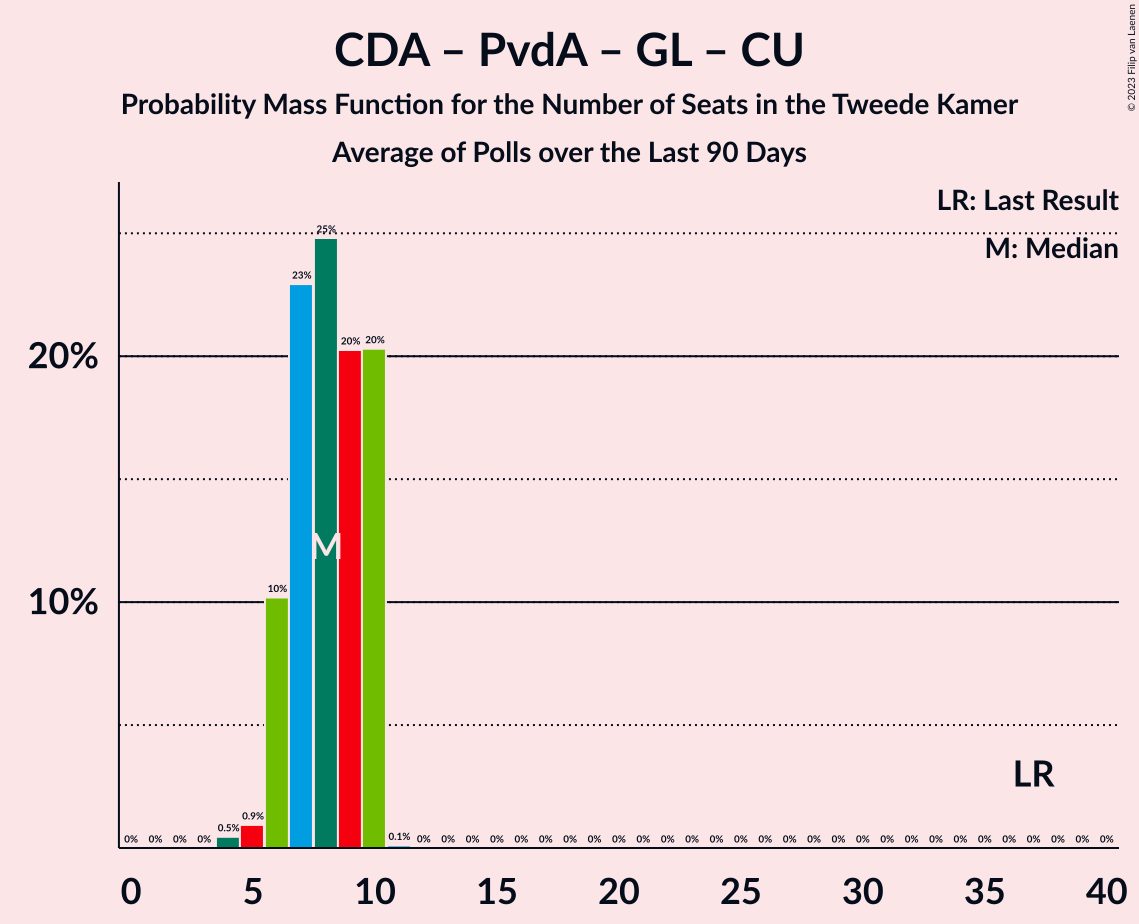 CDA – PvdA – GL – CU
Probability Mass Function for the Number of Seats in the Tweede Kamer
Average of Polls over the Last 90 Days
© 2023 Filip van Laenen
LR: Last Result
M: Median
25%
23%
20% 20%
20%
M
10%
10%
LR
0% 0% 0% 0% 0.5% 0.9% 0.1% 0% 0% 0% 0% 0% 0% 0% 0% 0% 0% 0% 0% 0% 0% 0% 0% 0% 0% 0% 0% 0% 0% 0% 0% 0% 0% 0% 0% 0%
0 5 10 15 20 25 30 35 40